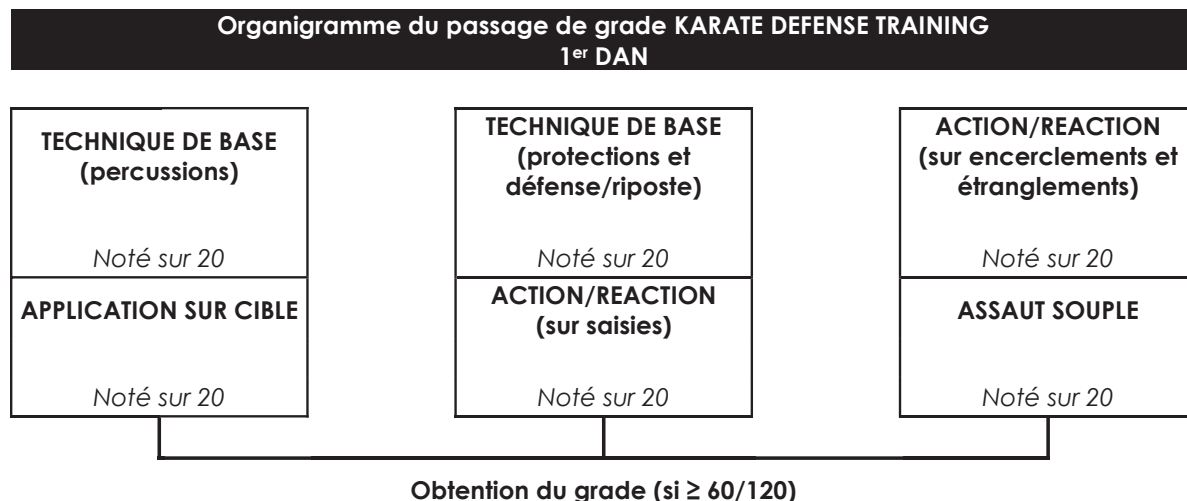 Organigramme du passage de grade KARATE DEFENSE TRAINING
1er DAN
TECHNIQUE DE BASE
(percussions)
Noté sur 20
APPLICATION SUR CIBLE
Noté sur 20
TECHNIQUE DE BASE
(protections et
défense/riposte)
Noté sur 20
ACTION/REACTION
(sur saisies)
Noté sur 20
ACTION/REACTION
(sur encerclements et
étranglements)
Noté sur 20
ASSAUT SOUPLE
Noté sur 20
Obtention du grade (si ≥ 60/120)